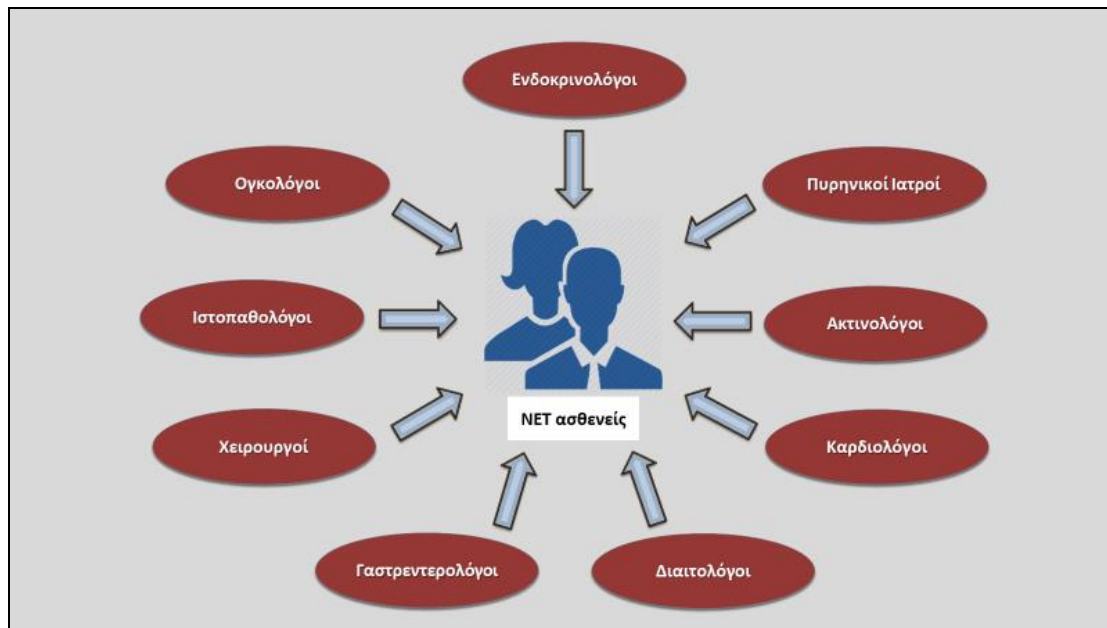 Ενδοκρινολόγοι
Ογκολόγοι
Πυρηνικοί Ιατροί
Ιστοπαθολόγοι
Ακτινολόγοι
NET ασθενείς
Χειρουργοί
Καρδιολόγοι
Γαστρεντερολόγοι
Διαιτολόγοι